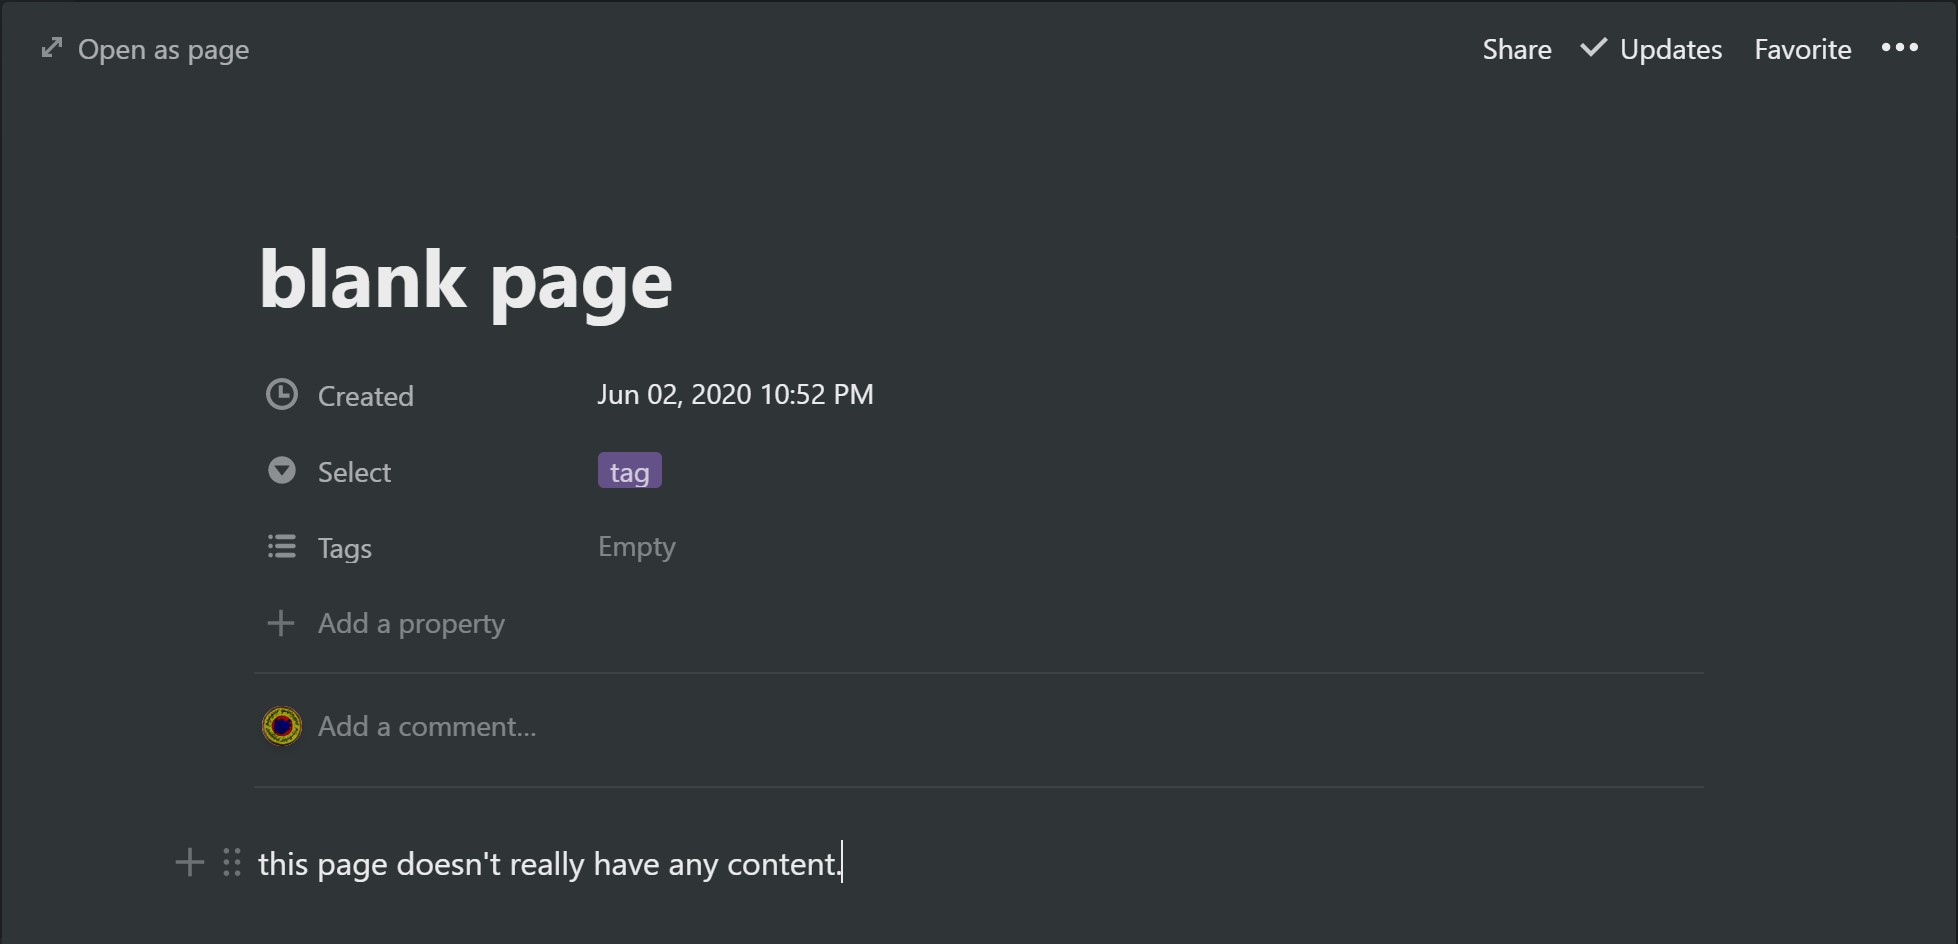 Open as page
Share Updates Favorite
blank page
Created Jun 02, 2020 10:52 PM
Select tag
Tags Empty
Add a property
Add a comment...
this page doesn't really have any content.